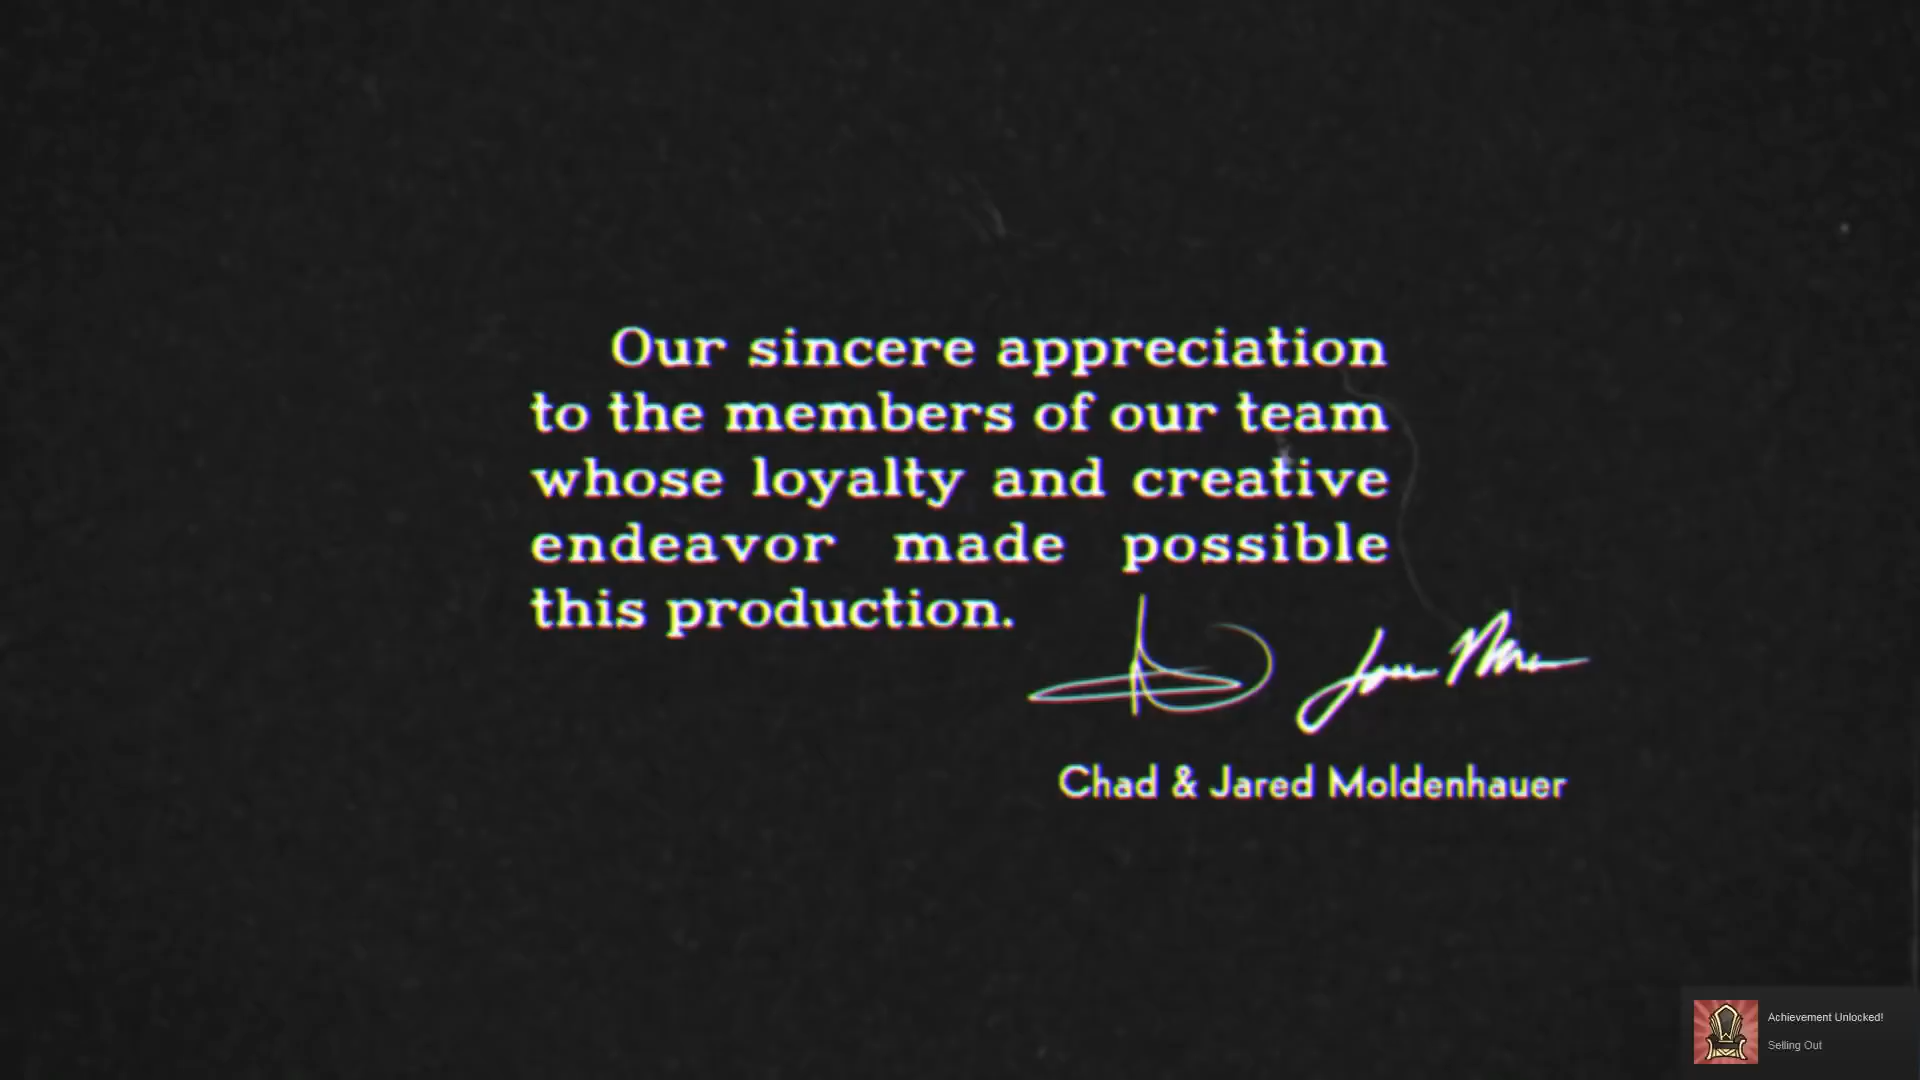 Our sincere appreciation
to the members of our team
whose loyalty and creative
endeavor made possible
this production.
Chad & Jared Moldenhauer
Achievement Unlocked!
Selling Out